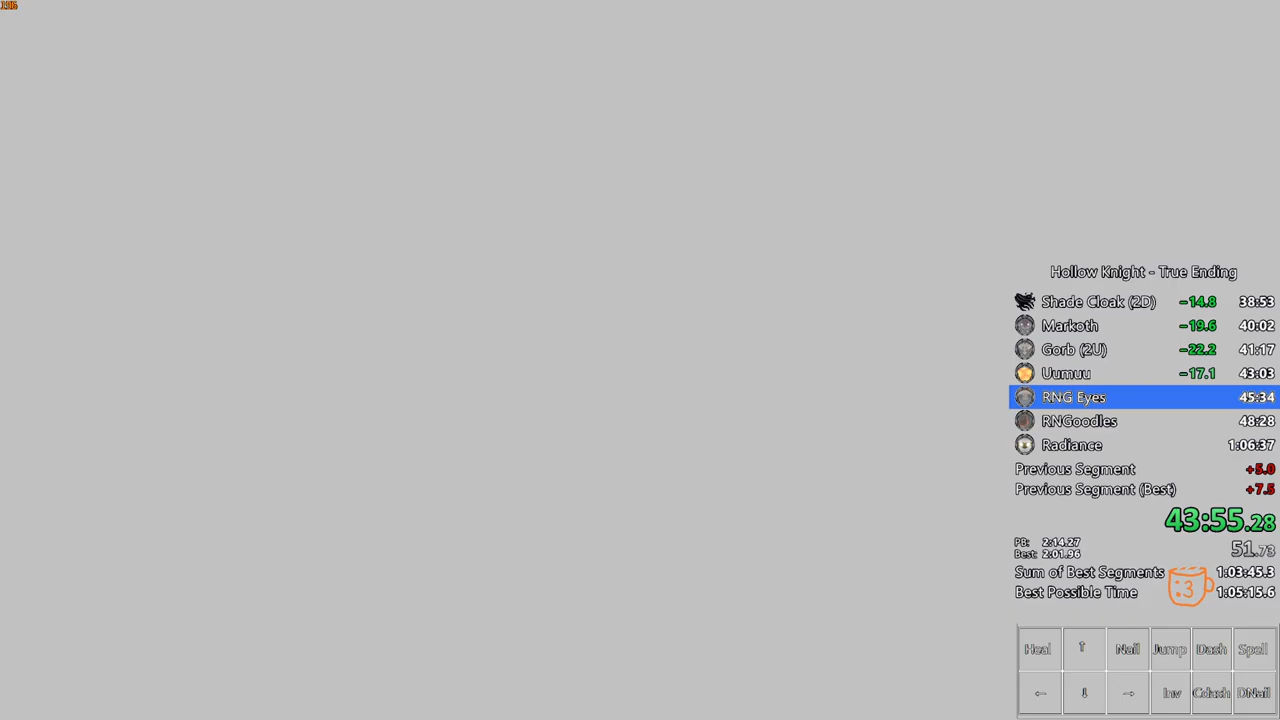 Hollow Knight - True Ending
Shade Cloak (2D) -14.8 38:53
Markoth -19.6 40:02
Gorb (2U) -22.2 41:17
Uumuu -17.1 43:03
RNG Eyes 45:34
RNGoodles 48:28
Radiance 1:06:37
Previous Segment +5.0
Previous Segment (Best) +7.5
43:55.28
PB: 2:14.27
Best: 2:01.96
51.73
Sum of Best Segments 1:03:45.3
Best Possible Time 1:05:15.6
:3
Heal ↑ Nail Jump Dash Spell
← ↓ → Inv Cdash DNail